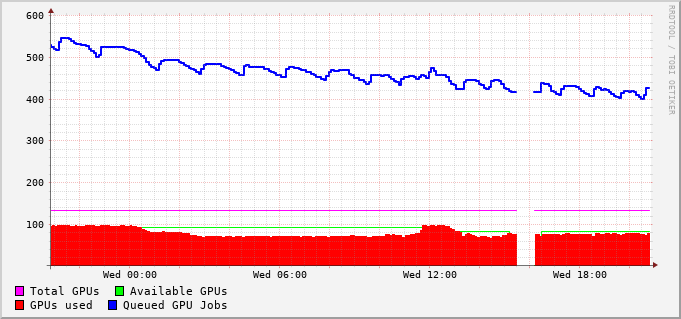 600
500
400
300
200
100
Wed 00:00 Wed 06:00 Wed 12:00 Wed 18:00
Total GPUs Available GPUs
GPUs used Queued GPU Jobs
RRDTOOL / TOBI OETIKER